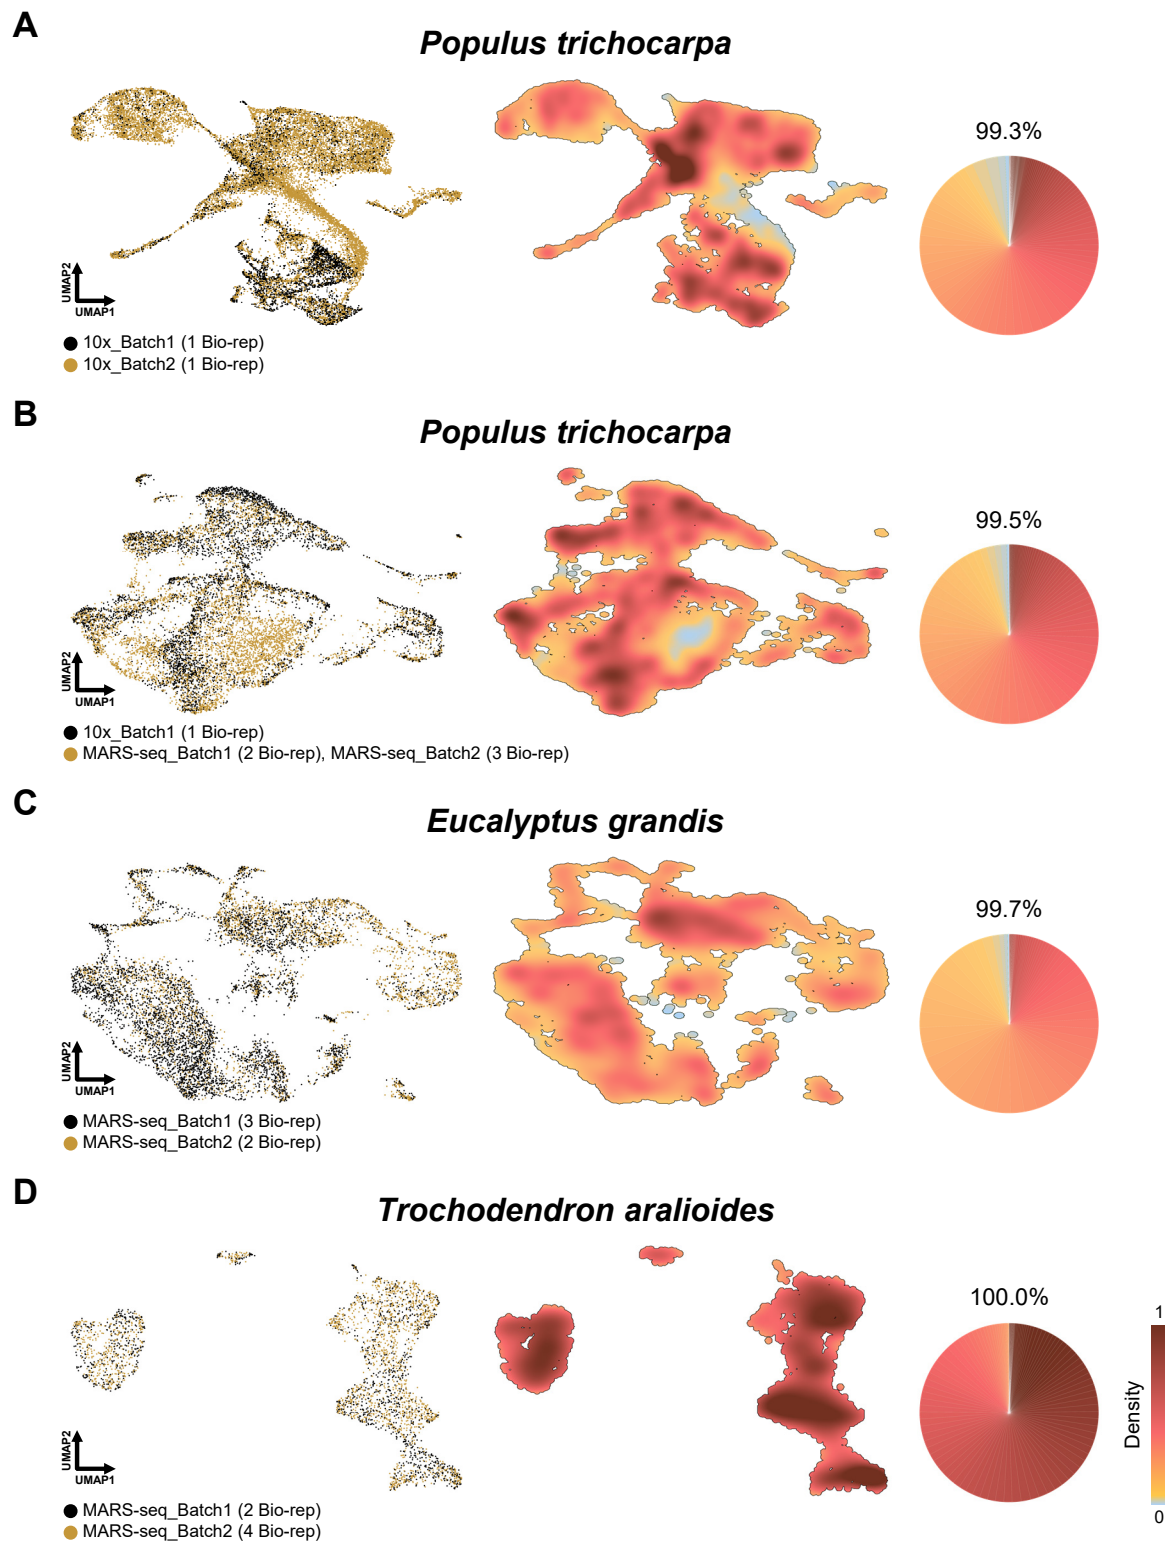 A
Populus trichocarpa
99.3%
UMAP2
UMAP1
10x_Batch1 (1 Bio-rep)
10x_Batch2 (1 Bio-rep)
B
Populus trichocarpa
99.5%
UMAP2
UMAP1
10x_Batch1 (1 Bio-rep)
MARS-seq_Batch1 (2 Bio-rep), MARS-seq_Batch2 (3 Bio-rep)
C
Eucalyptus grandis
99.7%
UMAP2
UMAP1
MARS-seq_Batch1 (3 Bio-rep)
MARS-seq_Batch2 (2 Bio-rep)
D
Trochodendron aralioides
100.0%
1
Density
0
UMAP2
UMAP1
MARS-seq_Batch1 (2 Bio-rep)
MARS-seq_Batch2 (4 Bio-rep)